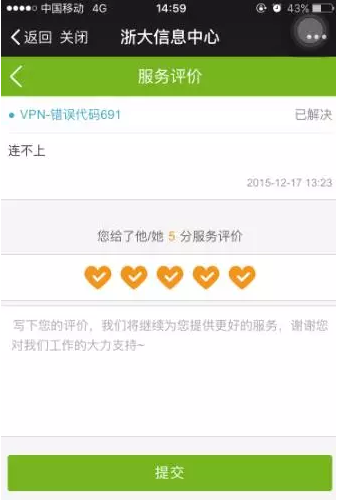 中国移动 4G 14:59 43%
返回 关闭 浙大信息中心
服务评价
VPN-错误代码691 已解决
连不上
2015-12-17 13:23
您给了他/她 5 分服务评价
写下您的评价，我们将继续为您提供更好的服务，谢谢您
对我们工作的大力支持~
提交